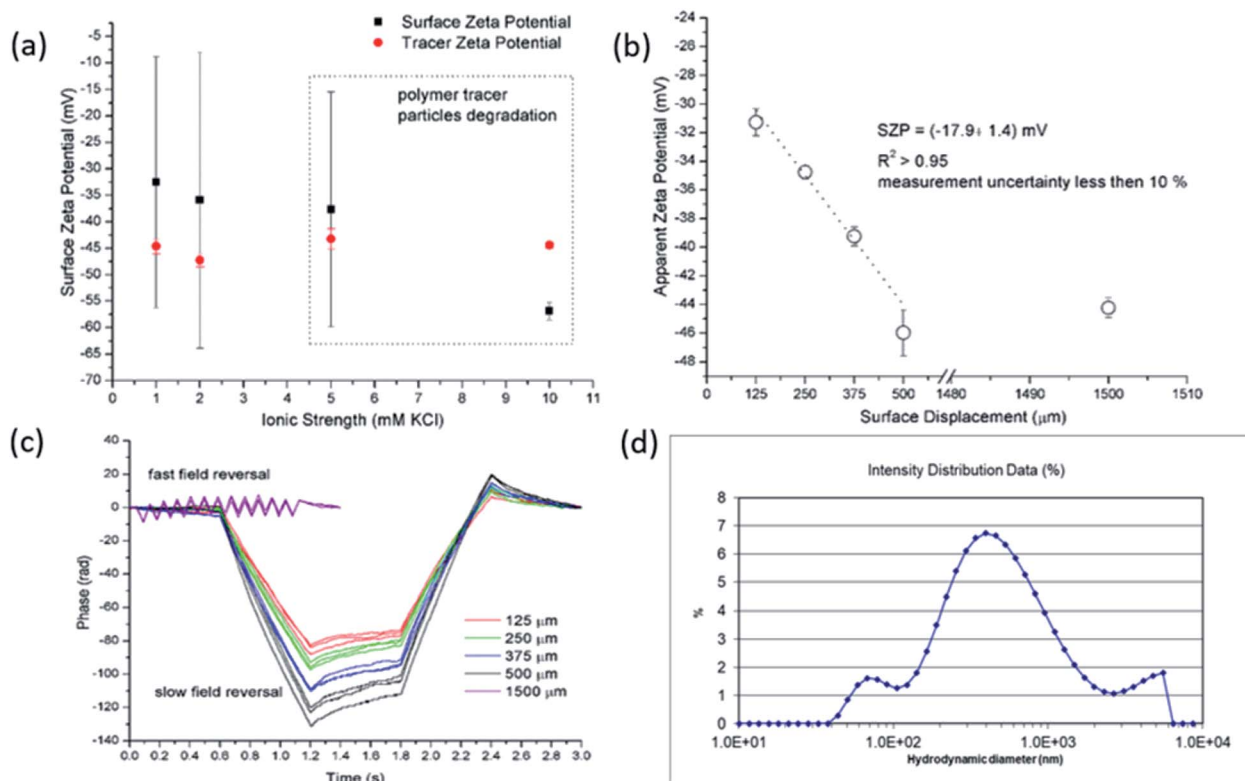 (a)
Surface Zeta Potential
Tracer Zeta Potential
polymer tracer
particles degradation
Surface Zeta Potential (mV)
-5
-10
-15
-20
-25
-30
-35
-40
-45
-50
-55
-60
-65
-70
0 1 2 3 4 5 6 7 8 9 10 11
Ionic Strength (mM KCl)
(b)
Apparent Zeta Potential (mV)
-24
-26
-28
-30
-32
-34
-36
-38
-40
-42
-44
-46
-48
SZP = (-17.9+ 1.4) mV
R2 > 0.95
measurement uncertainty less then 10 %
0 125 250 375 500 1480 1490 1500 1510
Surface Displacement (μm)
(c)
Phase (rad)
40
20
0
-20
-40
-60
-80
-100
-120
-140
fast field reversal
slow field reversal
125 μm
250 μm
375 μm
500 μm
1500 μm
0.0 0.2 0.4 0.6 0.8 1.0 1.2 1.4 1.6 1.8 2.0 2.2 2.4 2.6 2.8 3.0
Time (s)
(d)
Intensity Distribution Data (%)
%
8
7
6
5
4
3
2
1
0
1.0E+01 1.0E+02 1.0E+03 1.0E+04
Hydrodynamic diameter (nm)